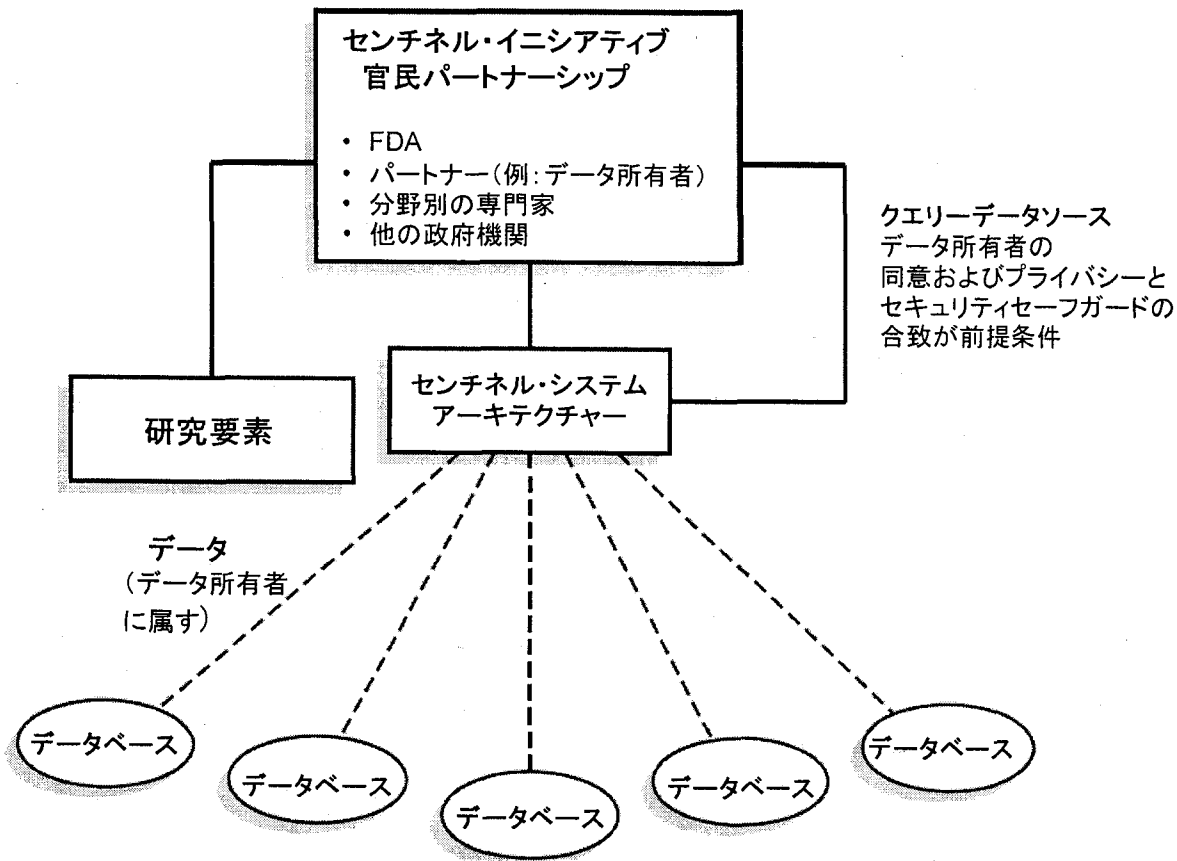 センチネル・イニシアティブ
官民パートナーシップ
・ FDA
・ パートナー(例:データ所有者)
・ 分野別の専門家
・ 他の政府機関
クエリーデータソース
データ所有者の
同意およびプライバシーと
セキュリティセーフガードの
合致が前提条件
センチネル・システム
アーキテクチャー
研究要素
データ
(データ所有者
に属す)
データベース
データベース
データベース
データベース
データベース